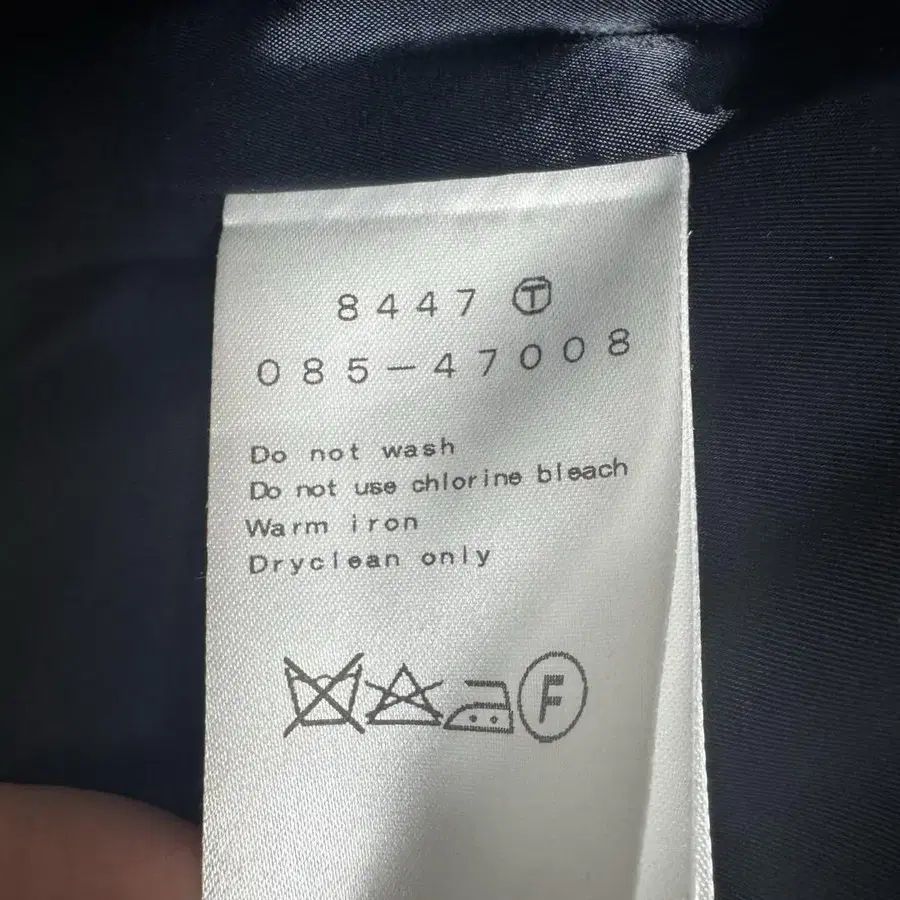 8447 Ⓣ
085-47008
Do not wash
Do not use chlorine bleach
Warm iron
Dryclean only
F